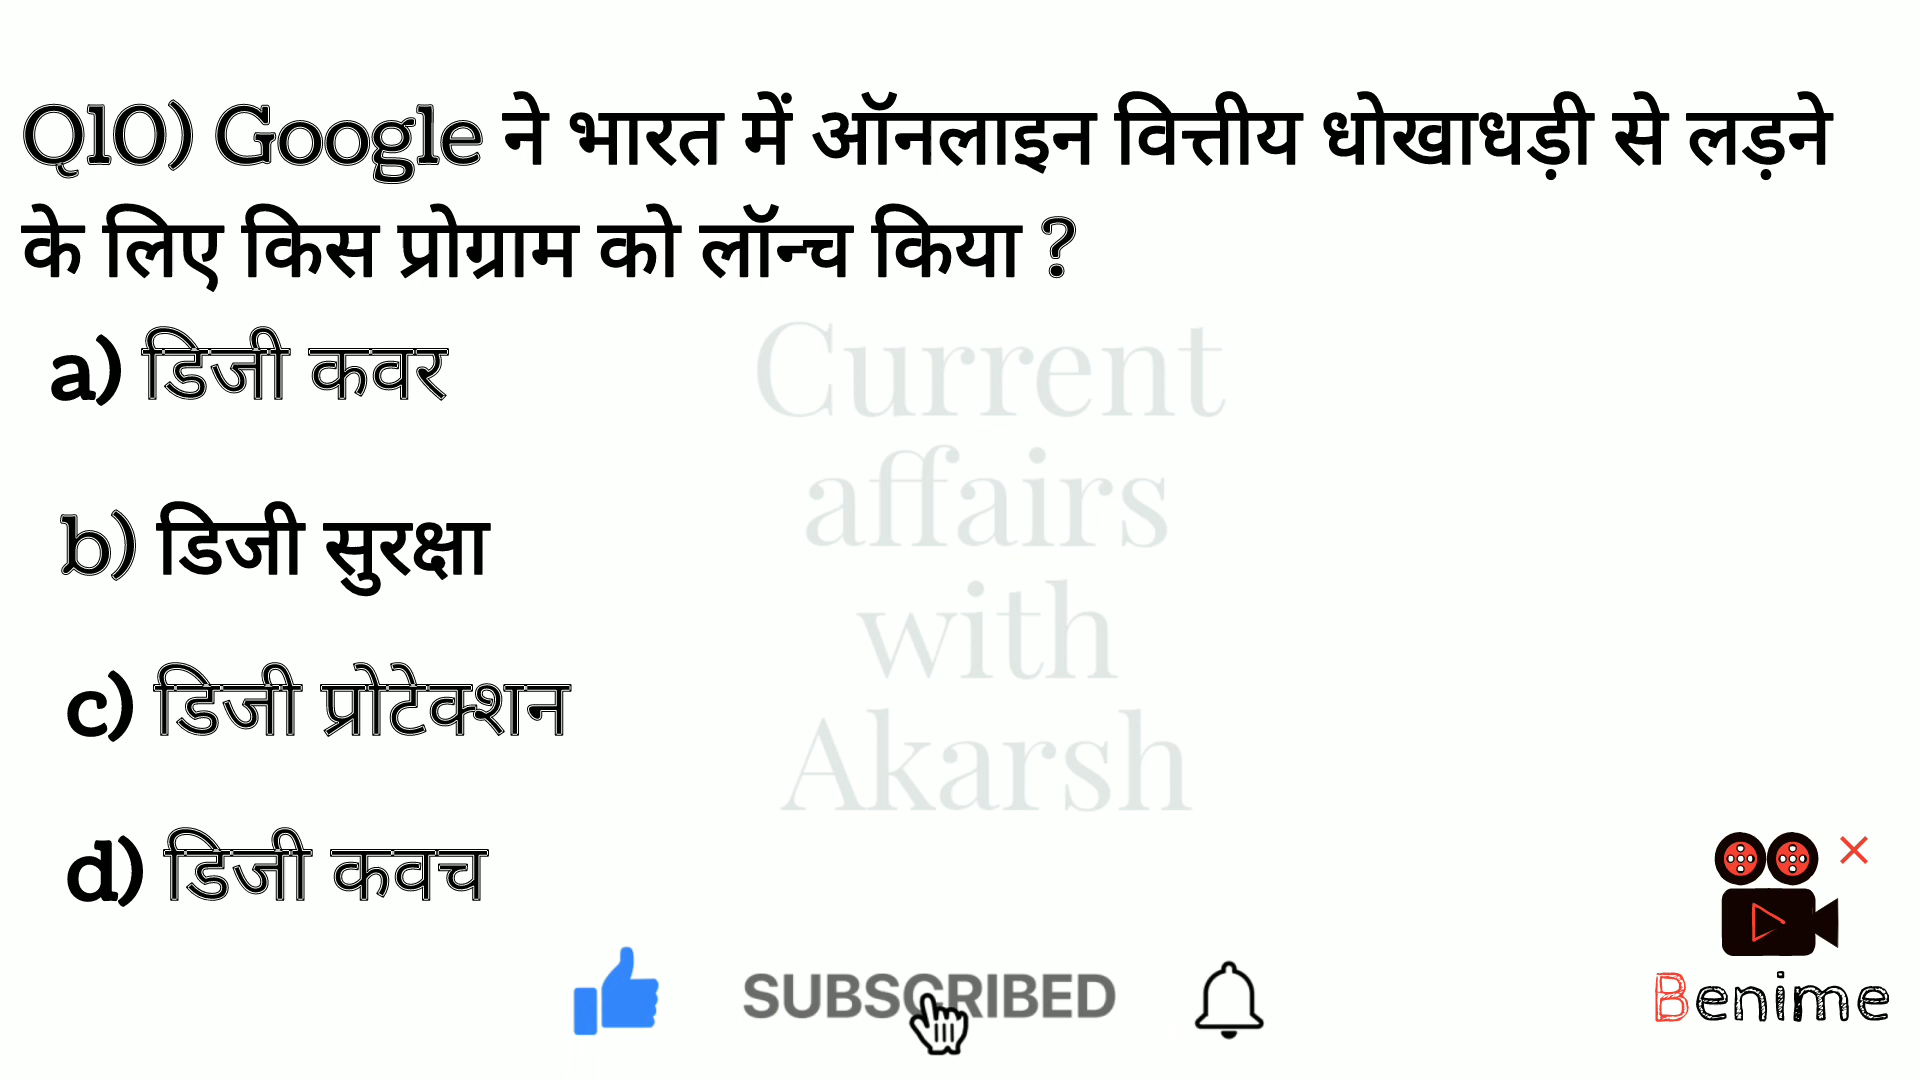 Q10) Google ने भारत में ऑनलाइन वित्तीय धोखाधड़ी से लड़ने
के लिए किस प्रोग्राम को लॉन्च किया ?
a) डिजी कवर
b) डिजी सुरक्षा
c) डिजी प्रोटेक्शन
d) डिजी कवच
Current
affairs
with
Akarsh
SUBSCRIBED
Benime